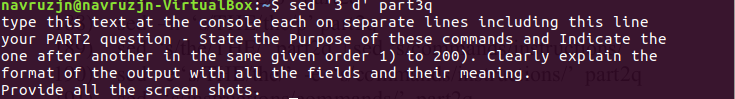 navruzjn@navruzjn-VirtualBox:~$ sed '3 d' part3q
type this text at the console each on separate lines including this line
your PART2 question - State the Purpose of these commands and Indicate the
one after another in the same given order 1) to 200). Clearly explain the
format of the output with all the fields and their meaning.
Provide all the screen shots.